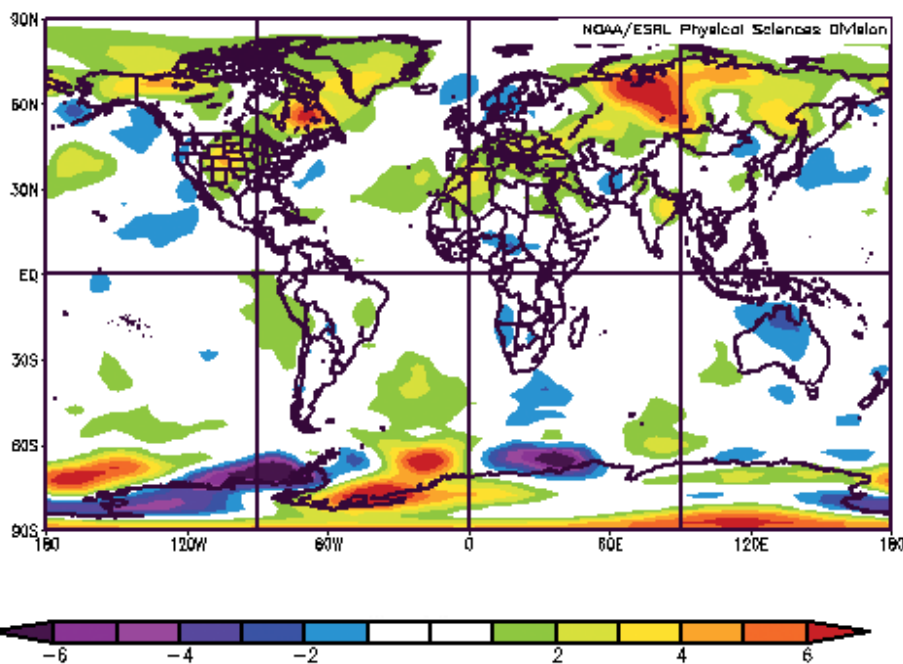 90N
NOAA/ESRL Physical Sciences Division
60N
30N
EQ
30S
60S
90S
180 120W 60W 0 60E 120E 180
-6 -4 -2 2 4 6